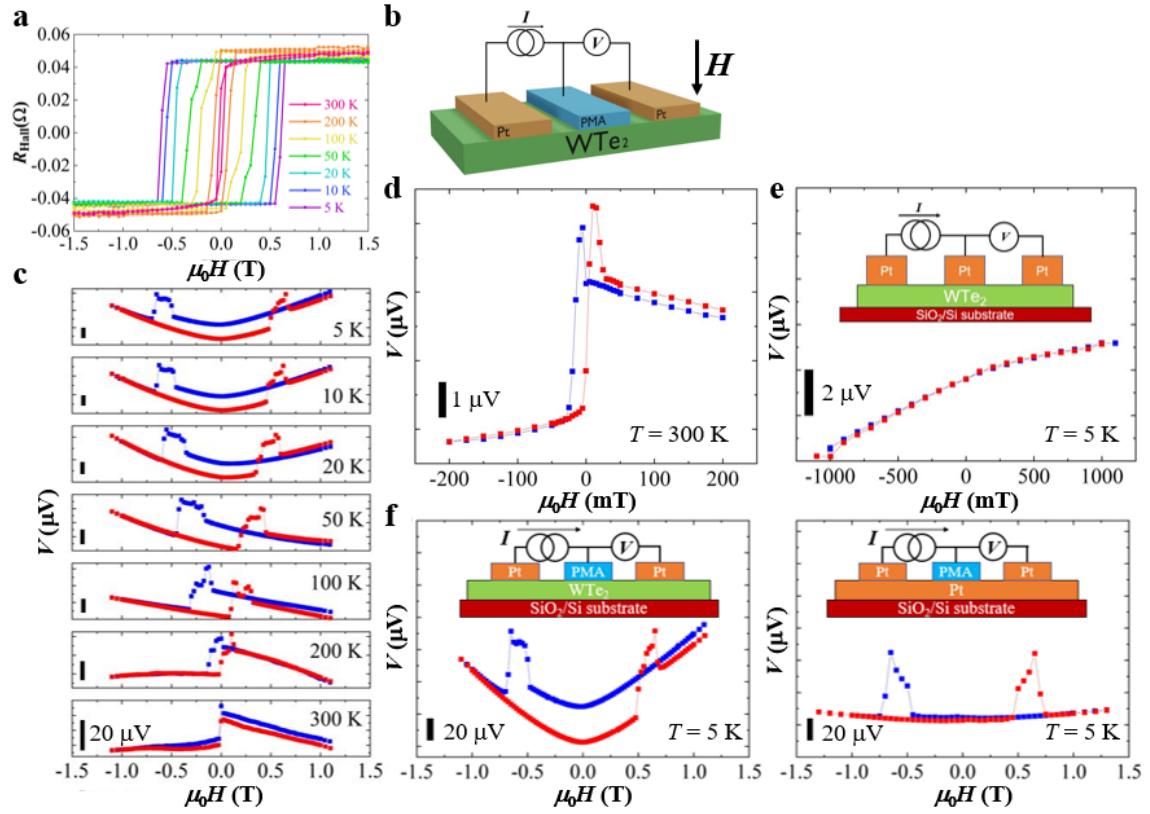 a
0.06
0.04
0.02
0.00
-0.02
-0.04
-0.06
R_Hall(Ω)
300 K
200 K
100 K
50 K
20 K
10 K
5 K
-1.5 -1.0 -0.5 0.0 0.5 1.0 1.5
μ₀H (T)
b
I
V
H
Pt
PMA
Pt
WTe₂
c
V (μV)
5 K
10 K
20 K
50 K
100 K
200 K
300 K
20 μV
-1.5 -1.0 -0.5 0.0 0.5 1.0 1.5
μ₀H (T)
d
V (μV)
1 μV
T = 300 K
-200 -150 -100 -50 0 50 100 150 200
μ₀H (mT)
e
I
V
Pt Pt Pt
WTe₂
SiO₂/Si substrate
V (μV)
2 μV
T = 5 K
-1000 -500 0 500 1000
μ₀H (mT)
f
I
V
Pt PMA Pt
WTe₂
SiO₂/Si substrate
V (μV)
20 μV
T = 5 K
-1.5 -1.0 -0.5 0.0 0.5 1.0 1.5
μ₀H (T)
I
V
Pt PMA Pt
Pt
SiO₂/Si substrate
V (μV)
20 μV
T = 5 K
-1.5 -1.0 -0.5 0.0 0.5 1.0 1.5
μ₀H (T)